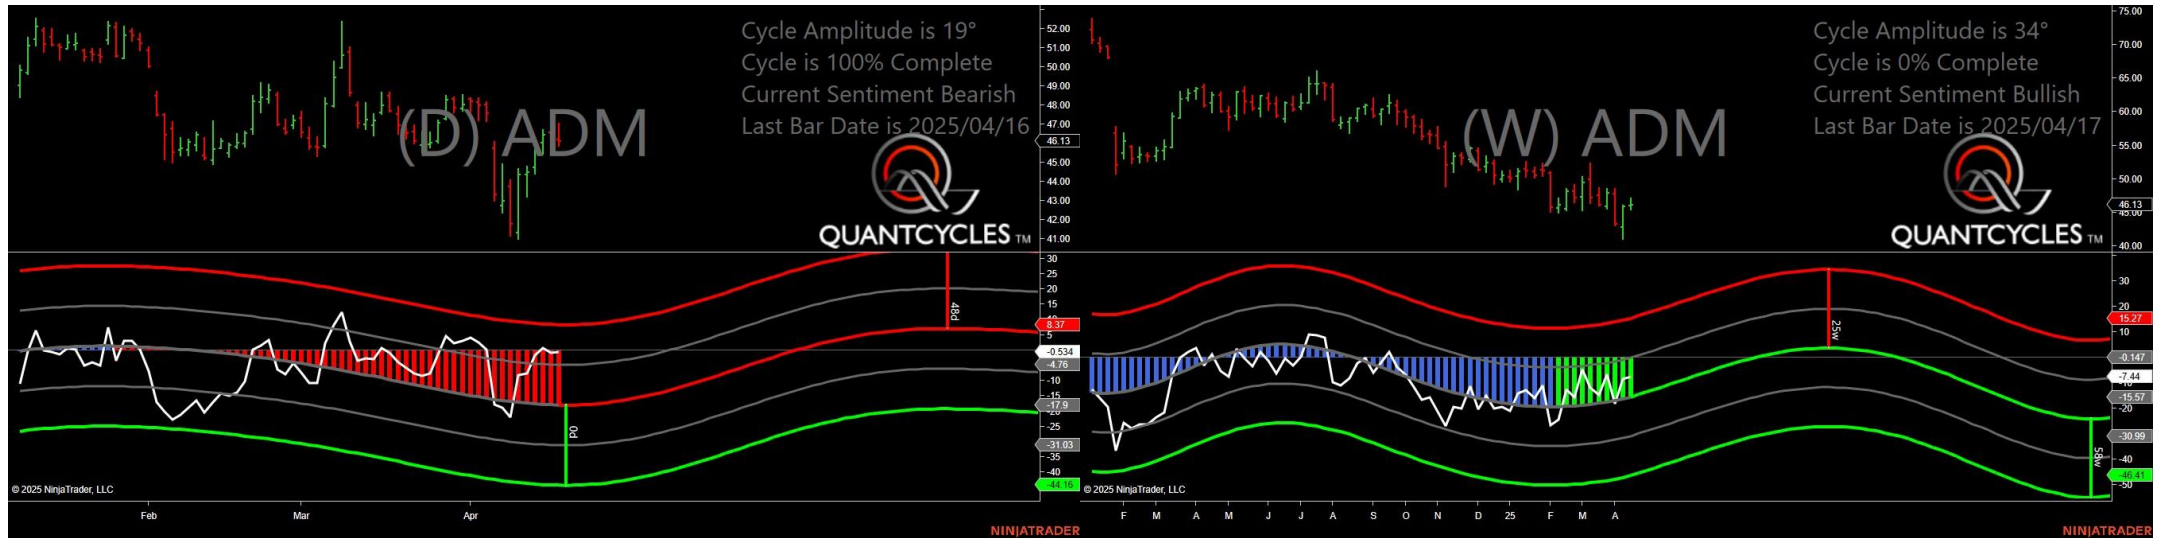 Cycle Amplitude is 19°
Cycle is 100% Complete
Current Sentiment Bearish
Last Bar Date is 2025/04/16
(D) ADM
QUANTCYCLES TM
52.00
51.00
50.00
49.00
48.00
47.00
46.13
45.00
44.00
43.00
42.00
41.00
30
25
20
15
8.37
5
-0.534
-4.76
-10
-15
-17.9
-25
-31.03
-35
-40
-44.16
48d
0d
© 2025 NinjaTrader, LLC
Feb Mar Apr
NINJATRADER
Cycle Amplitude is 34°
Cycle is 0% Complete
Current Sentiment Bullish
Last Bar Date is 2025/04/17
(W) ADM
QUANTCYCLES TM
75.00
70.00
65.00
60.00
55.00
50.00
46.13
45.00
40.00
30
20
15.27
10
-0.147
-7.44
-15.57
-20
-30.99
-40
-46.41
-50
25w
58w
© 2025 NinjaTrader, LLC
F M A M J J A S O N D 25 F M A
NINJATRADER